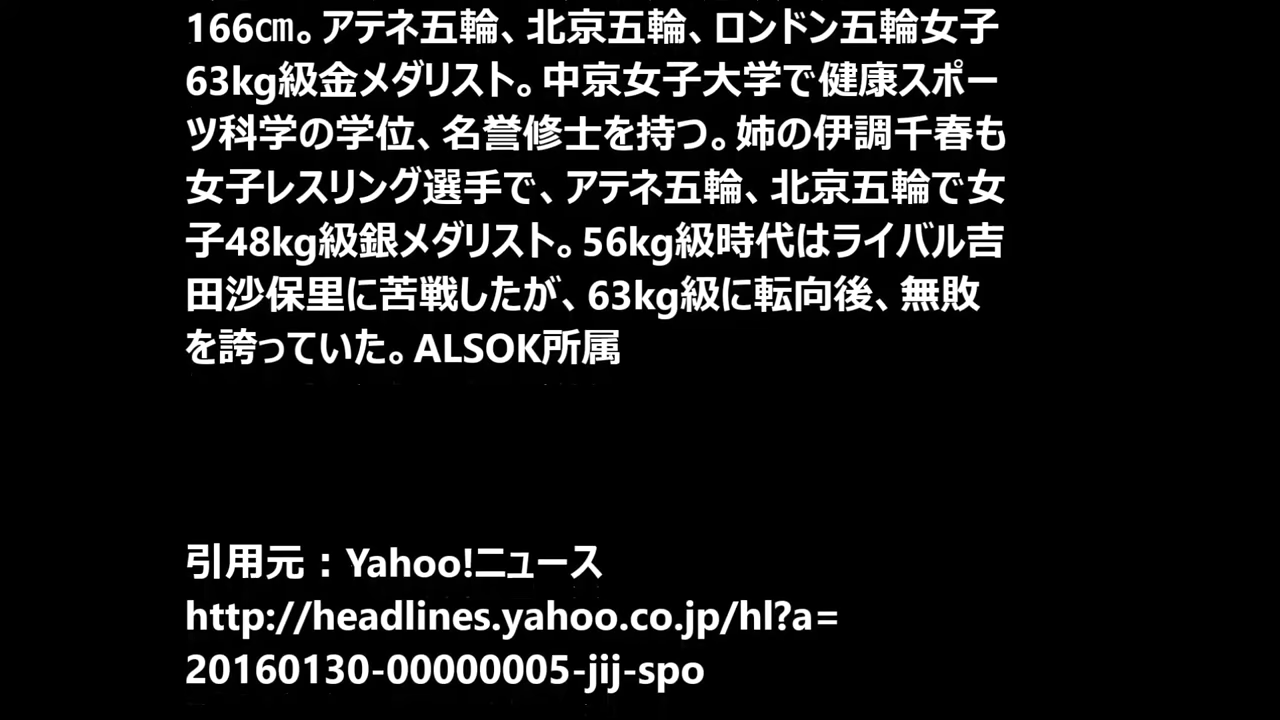 166㎝。アテネ五輪、北京五輪、ロンドン五輪女子
63kg級金メダリスト。中京女子大学で健康スポー
ツ科学の学位、名誉修士を持つ。姉の伊調千春も
女子レスリング選手で、アテネ五輪、北京五輪で女
子48kg級銀メダリスト。56kg級時代はライバル吉
田沙保里に苦戦したが、63kg級に転向後、無敗
を誇っていた。ALSOK所属
引用元：Yahoo!ニュース
http://headlines.yahoo.co.jp/hl?a=
20160130-00000005-jij-spo